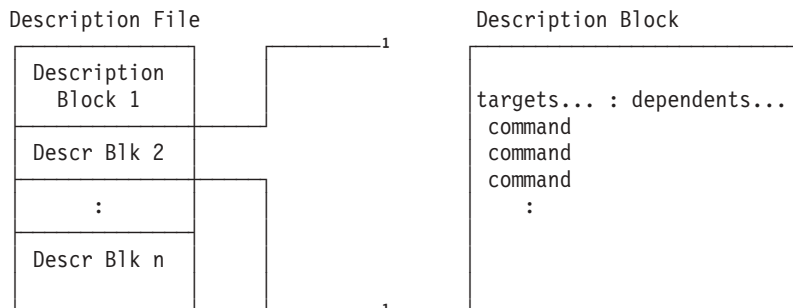 Description File
Description Block
1
Description
Block 1
targets... : dependents...
command
command
command
:
Descr Blk 2
:
Descr Blk n
1